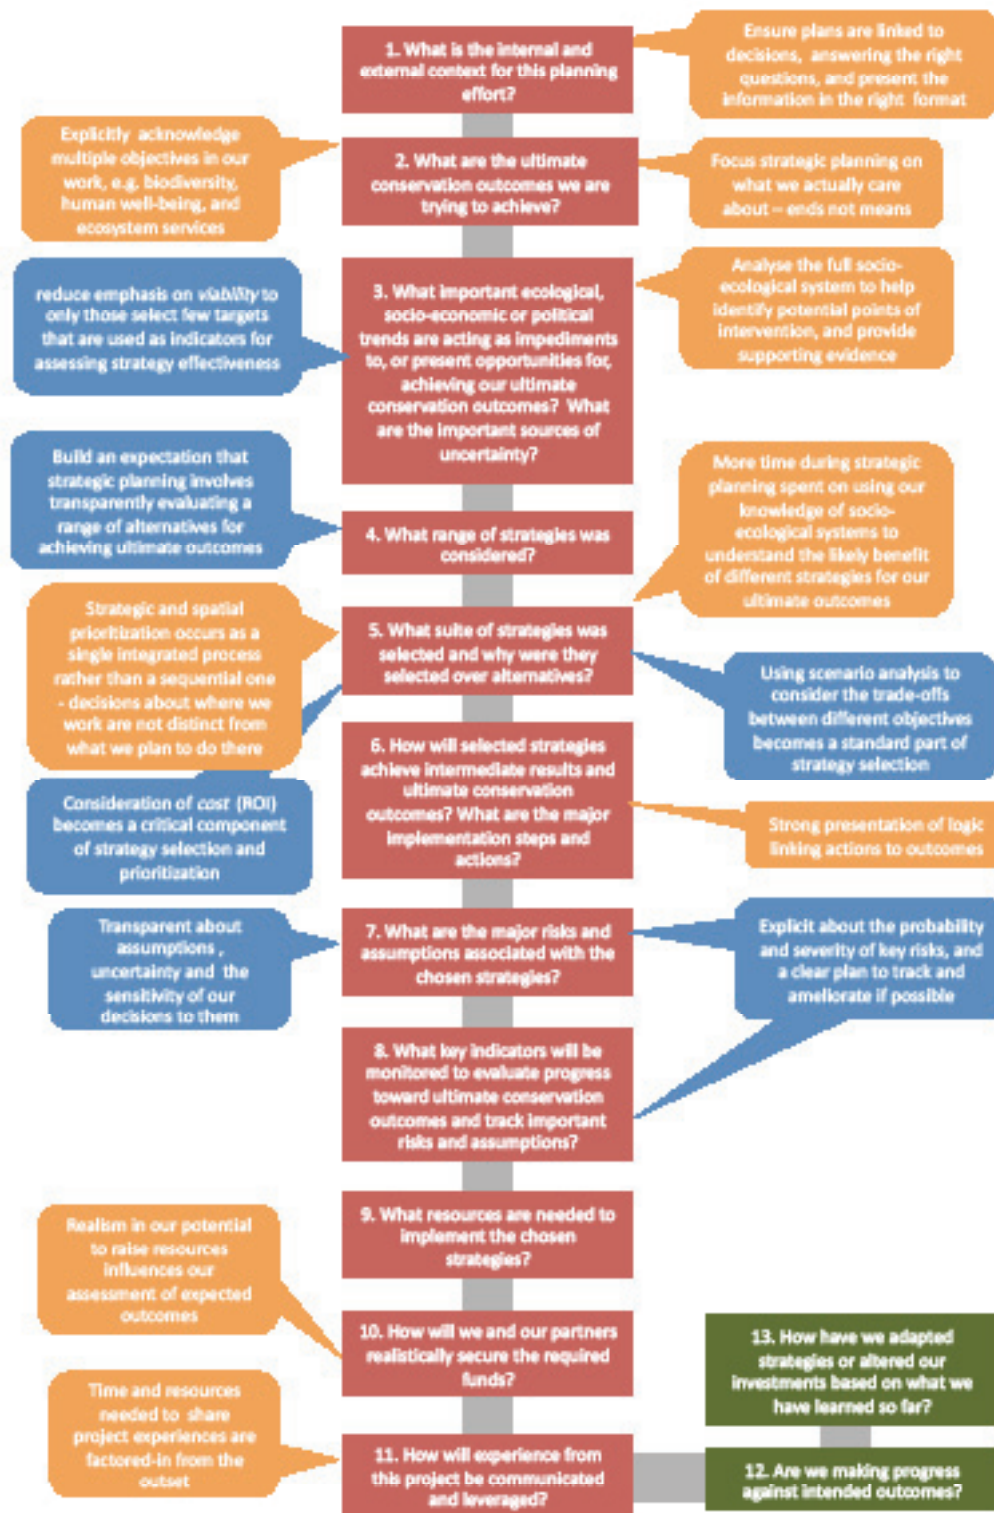 1. What is the internal and
external context for this planning
effort?
Ensure plans are linked to
decisions, answering the right
questions, and present the
information in the right format
Explicitly acknowledge
multiple objectives in our
work, e.g. biodiversity,
human well-being, and
ecosystem services
2. What are the ultimate
conservation outcomes we are
trying to achieve?
Focus strategic planning on
what we actually care
about – ends not means
reduce emphasis on viability to
only those select few targets
that are used as indicators for
assessing strategy effectiveness
3. What important ecological,
socio-economic or political
trends are acting as impediments
to, or present opportunities for,
achieving our ultimate
conservation outcomes? What
are the important sources of
uncertainty?
Analyse the full socio-
ecological system to help
identify potential points of
intervention, and provide
supporting evidence
Build an expectation that
strategic planning involves
transparently evaluating a
range of alternatives for
achieving ultimate outcomes
4. What range of strategies was
considered?
More time during strategic
planning spent on using our
knowledge of socio-
ecological systems to
understand the likely benefit
of different strategies for our
ultimate outcomes
Strategic and spatial
prioritization occurs as a
single integrated process
rather than a sequential one
- decisions about where we
work are not distinct from
what we plan to do there
5. What suite of strategies was
selected and why were they
selected over alternatives?
Using scenario analysis to
consider the trade-offs
between different objectives
becomes a standard part of
strategy selection
Consideration of cost (ROI)
becomes a critical component
of strategy selection and
prioritization
6. How will selected strategies
achieve intermediate results and
ultimate conservation
outcomes? What are the major
implementation steps and
actions?
Strong presentation of logic
linking actions to outcomes
Transparent about
assumptions ,
uncertainty and the
sensitivity of our
decisions to them
7. What are the major risks and
assumptions associated with the
chosen strategies?
Explicit about the probability
and severity of key risks, and
a clear plan to track and
ameliorate if possible
8. What key indicators will be
monitored to evaluate progress
toward ultimate conservation
outcomes and track important
risks and assumptions?
9. What resources are needed to
implement the chosen
strategies?
Realism in our potential
to raise resources
influences our
assessment of expected
outcomes
10. How will we and our partners
realistically secure the required
funds?
Time and resources
needed to share
project experiences are
factored-in from the
outset
11. How will experience from
this project be communicated
and leveraged?
13. How have we adapted
strategies or altered our
investments based on what we
have learned so far?
12. Are we making progress
against intended outcomes?